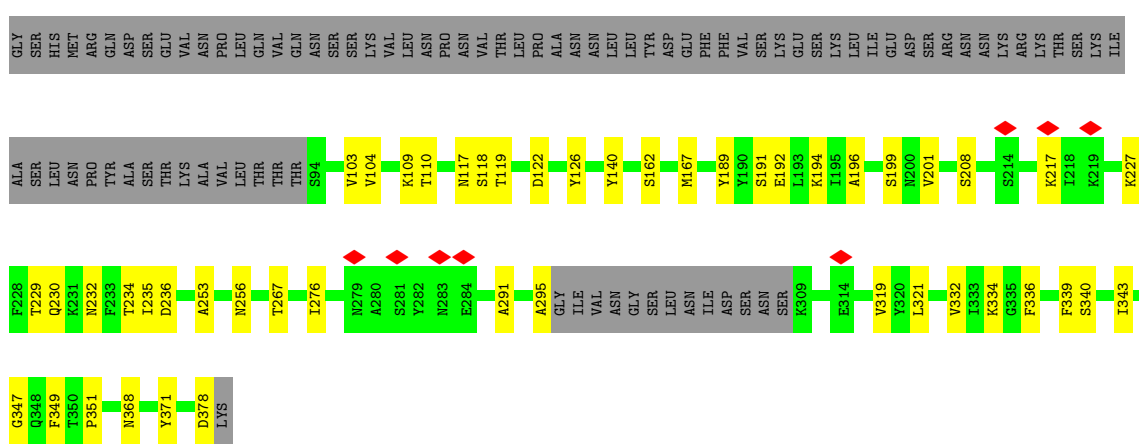 GLY SER HIS MET ARG GLN ASP SER GLU VAL ASN PRO LEU GLN VAL GLN ASN SER SER LYS VAL LEU ASN PRO ASN VAL THR LEU PRO ALA ASN ASN LEU LEU TYR ASP GLU PHE PHE VAL SER LYS GLU SER LYS LEU ILE GLU ASP SER ARG ASN ASN LYS ARG LYS THR SER LYS ILE
ALA SER LEU ASN PRO TYR ALA SER THR LYS ALA VAL LEU THR THR THR S94 V103 V104 K109 T110 N117 S118 T119 D122 Y126 Y140 S162 M167 Y189 Y190 S191 E192 L193 K194 I195 A196 S199 N200 V201 S208 S214 K217 I218 K219 K227
F228 T229 Q230 K231 N232 F233 T234 I235 D236 A253 N256 T267 I276 N279 A280 S281 Y282 N283 E284 A291 A295 GLY ILE VAL ASN GLY SER LEU ASN ILE ASP SER ASN SER K309 E314 V319 Y320 L321 V332 I333 K334 G335 F336 F339 S340 I343
G347 Q348 F349 T350 P351 N368 Y371 D378 LYS